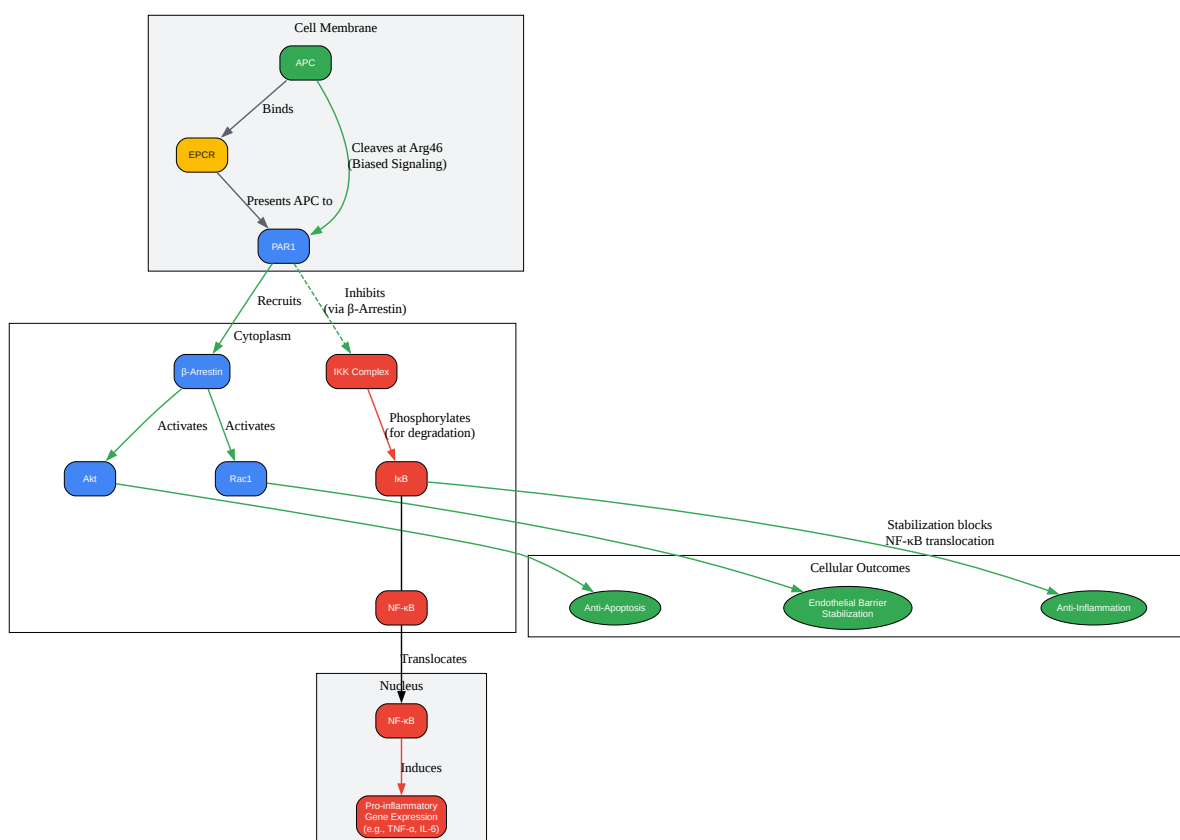 Cell Membrane
APC
Binds
EPCR
Cleaves at Arg46
(Biased Signaling)
Presents APC to
PAR1
Recruits
Inhibits
(via β-Arrestin)
Cytoplasm
β-Arrestin
IKK Complex
Activates
Activates
Phosphorylates
(for degradation)
Akt
Rac1
IκB
Stabilization blocks
NF-κB translocation
Cellular Outcomes
NF-κB
Anti-Apoptosis
Endothelial Barrier
Stabilization
Anti-Inflammation
Translocates
Nucleus
NF-κB
Induces
Pro-inflammatory
Gene Expression
(e.g., TNF-α, IL-6)